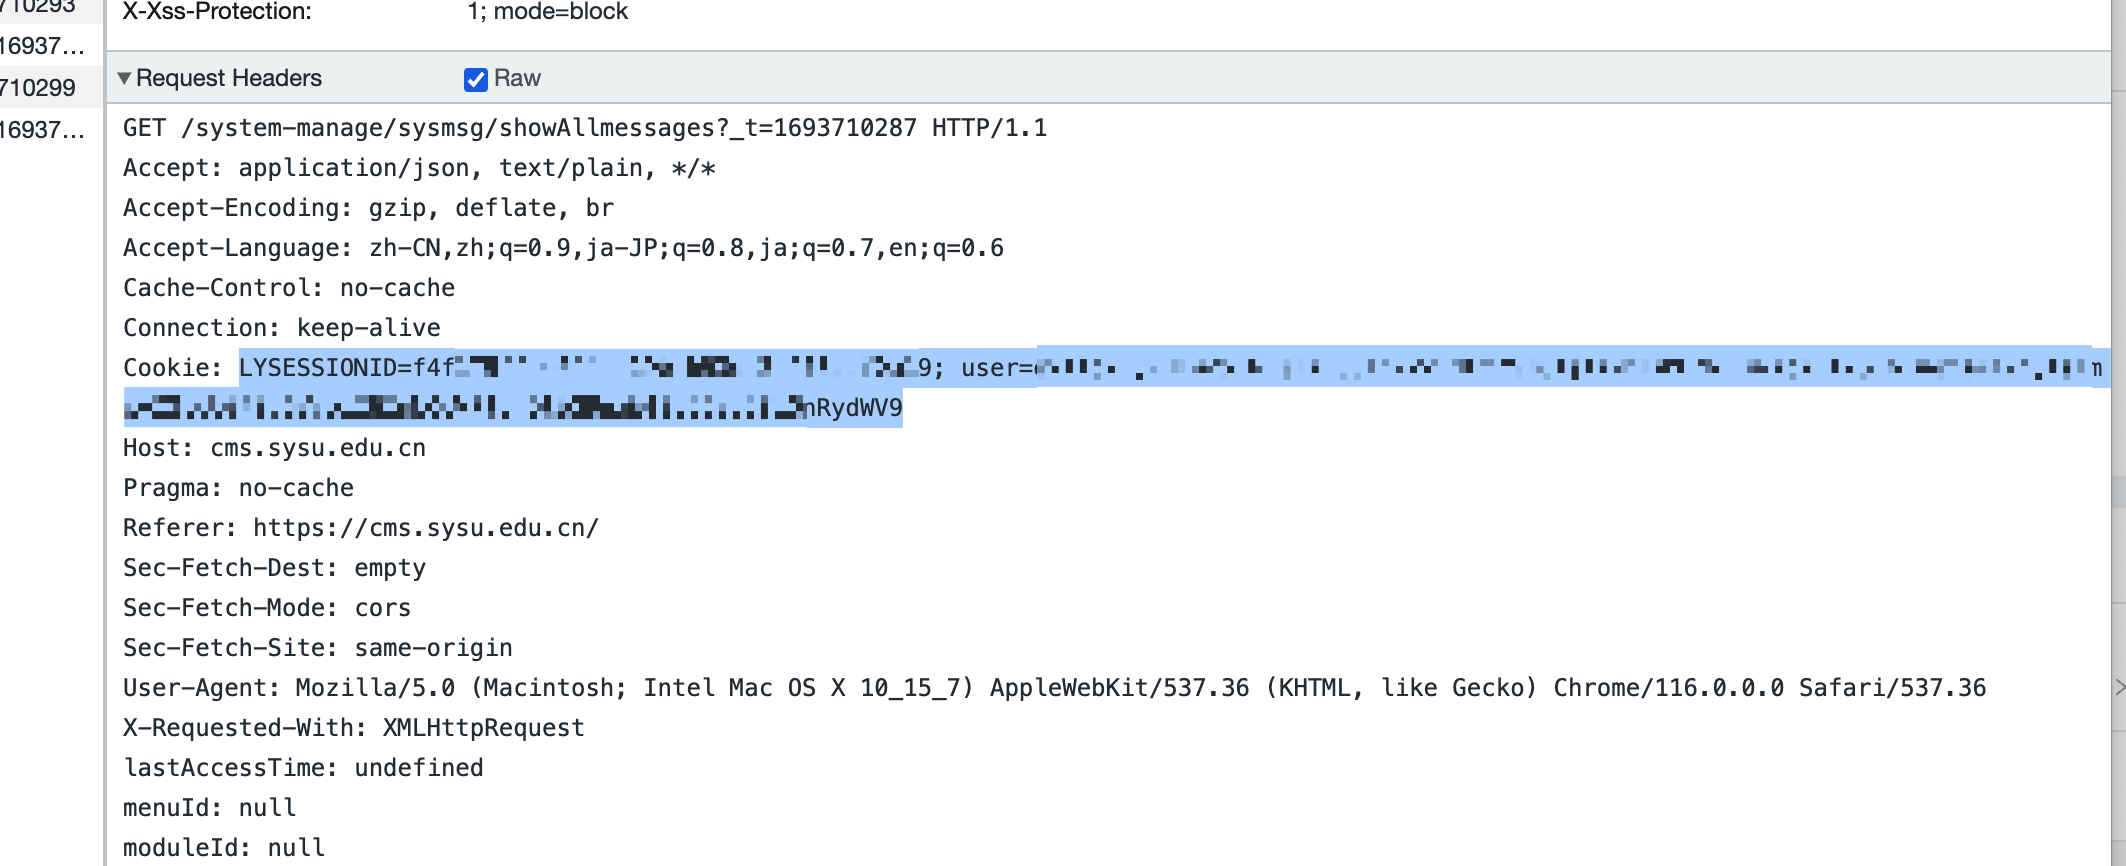 710293
X-Xss-Protection: 1; mode=block
16937...
Request Headers Raw
710299
16937...
GET /system-manage/sysmsg/showAllmessages?_t=1693710287 HTTP/1.1
Accept: application/json, text/plain, */*
Accept-Encoding: gzip, deflate, br
Accept-Language: zh-CN,zh;q=0.9,ja-JP;q=0.8,ja;q=0.7,en;q=0.6
Cache-Control: no-cache
Connection: keep-alive
Cookie: LYSESSIONID=f4f 9; user= m
nRydWV9
Host: cms.sysu.edu.cn
Pragma: no-cache
Referer: https://cms.sysu.edu.cn/
Sec-Fetch-Dest: empty
Sec-Fetch-Mode: cors
Sec-Fetch-Site: same-origin
User-Agent: Mozilla/5.0 (Macintosh; Intel Mac OS X 10_15_7) AppleWebKit/537.36 (KHTML, like Gecko) Chrome/116.0.0.0 Safari/537.36
X-Requested-With: XMLHttpRequest
lastAccessTime: undefined
menuId: null
moduleId: null